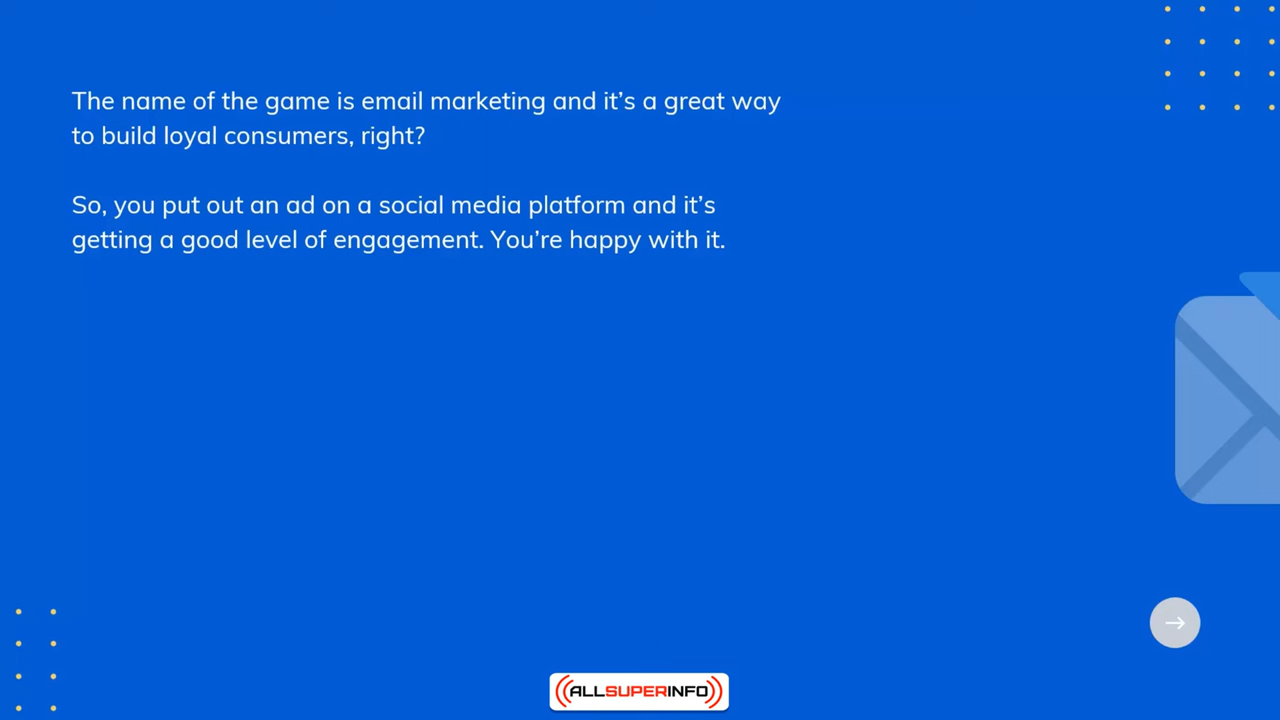 The name of the game is email marketing and it’s a great way
to build loyal consumers, right?
So, you put out an ad on a social media platform and it’s
getting a good level of engagement. You’re happy with it.
ALLSUPERINFO